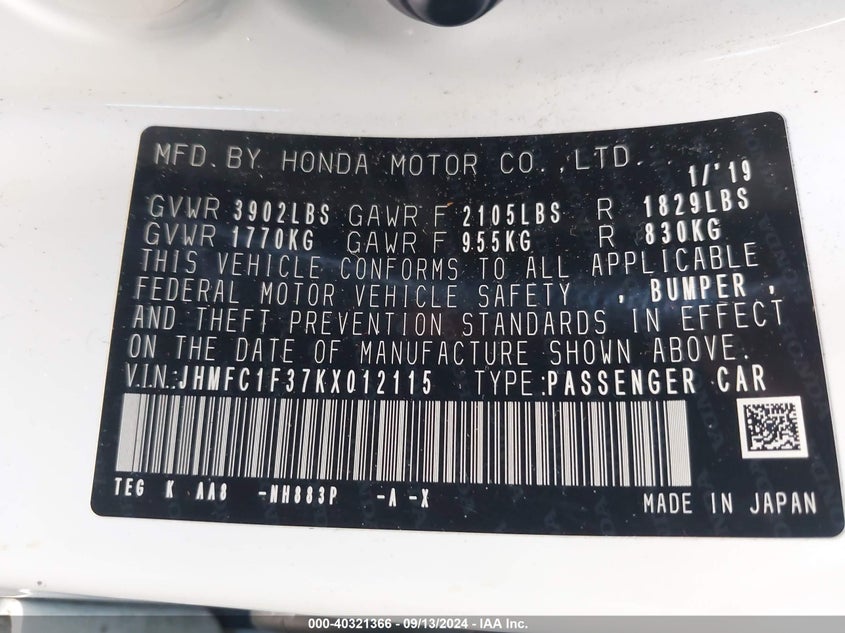 MFD. BY HONDA MOTOR CO., LTD. 1/'19
GVWR 3902LBS GAWR F 2105LBS R 1829LBS
GVWR 1770KG GAWR F 955KG R 830KG
THIS VEHICLE CONFORMS TO ALL APPLICABLE
FEDERAL MOTOR VEHICLE SAFETY , BUMPER ,
AND THEFT PREVENTION STANDARDS IN EFFECT
ON THE DATE OF MANUFACTURE SHOWN ABOVE.
V.I.N.:JHMFC1F37KX012115 TYPE:PASSENGER CAR
TEG K AA8 -NH883P -A -X
MADE IN JAPAN
000-40321366 - 09/13/2024 - IAA Inc.